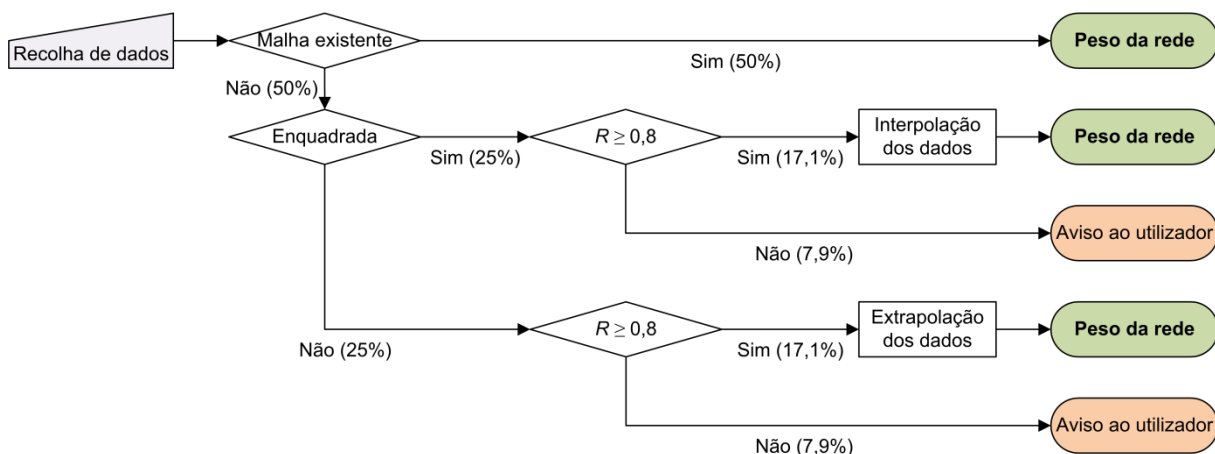 Recolha de dados
Malha existente
Sim (50%)
Peso da rede
Não (50%)
Enquadrada
Sim (25%)
R ≥ 0,8
Sim (17,1%)
Interpolação
dos dados
Peso da rede
Não (7,9%)
Aviso ao utilizador
Não (25%)
R ≥ 0,8
Sim (17,1%)
Extrapolação
dos dados
Peso da rede
Não (7,9%)
Aviso ao utilizador